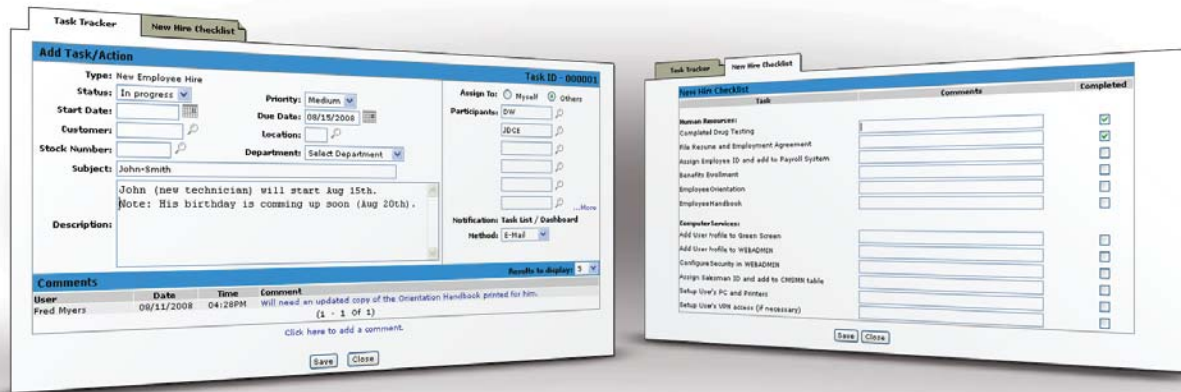 Task Tracker
New Hire Checklist
Add Task/Action
Task ID - 000001
Type: New Employee Hire
Status: In progress
Start Date:
Customer:
Stock Number:
Priority: Medium
Due Date: 08/15/2008
Location:
Department: Select Department
Subject: John-Smith
Description:
John (new technician) will start Aug 15th.
Note: His birthday is comming up soon (Aug 20th).
Assign To: Myself Others
Participants: DW
JDCE
...More
Notification: Task List / Dashboard
Method: E-Mail
Comments
Results to display: 5
User Date Time Comment
Fred Myers 08/11/2008 04:28PM Will need an updated copy of the Orientation Handbook printed for him.
(1 - 1 Of 1)
Click here to add a comment.
Save Close
Task Tracker
New Hire Checklist
New Hire Checklist
Task Comments Completed
Human Resources:
Completed Drug Testing
File Resume and Employment Agreement
Assign Employee ID and add to Payroll System
Benefits Enrollment
Employee Orientation
Employee Handbook
Computer Services:
Add User Profile to Green Screen
Add User Profile to WEBADMIN
Configure Security in WEBADMIN
Assign Salesman ID and add to CMSMN table
Setup User's PC and Printers
Setup User's VPN access (if necessary)
Save Close